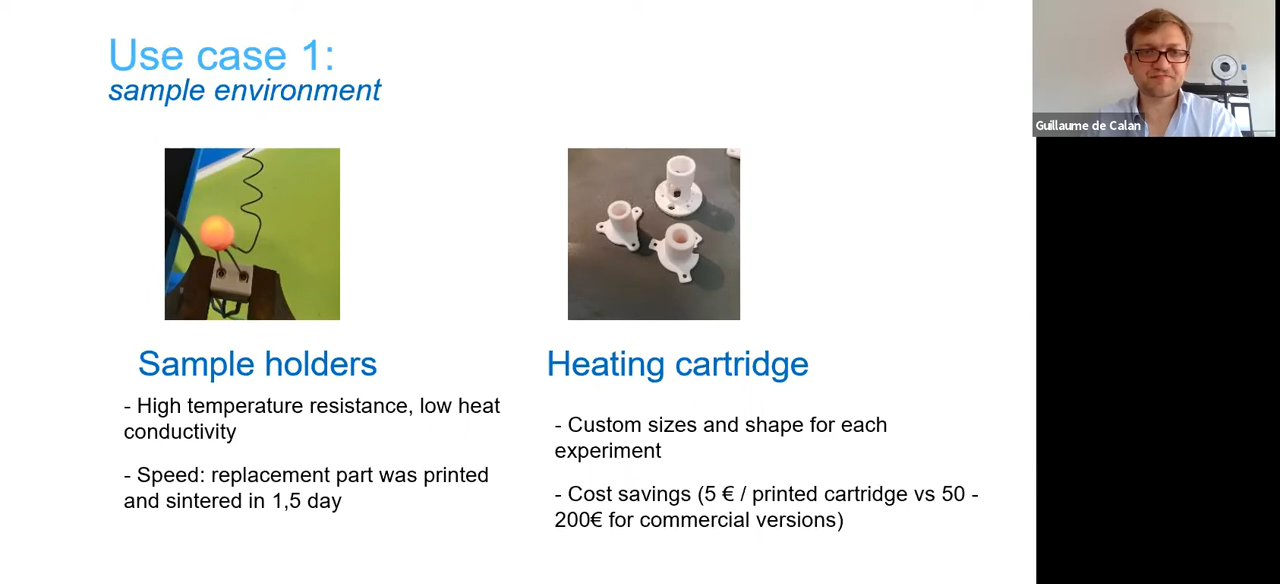 Use case 1:
sample environment
Guillaume de Calan
Sample holders
- High temperature resistance, low heat
conductivity
- Speed: replacement part was printed
and sintered in 1,5 day
Heating cartridge
- Custom sizes and shape for each
experiment
- Cost savings (5 € / printed cartridge vs 50 -
200€ for commercial versions)